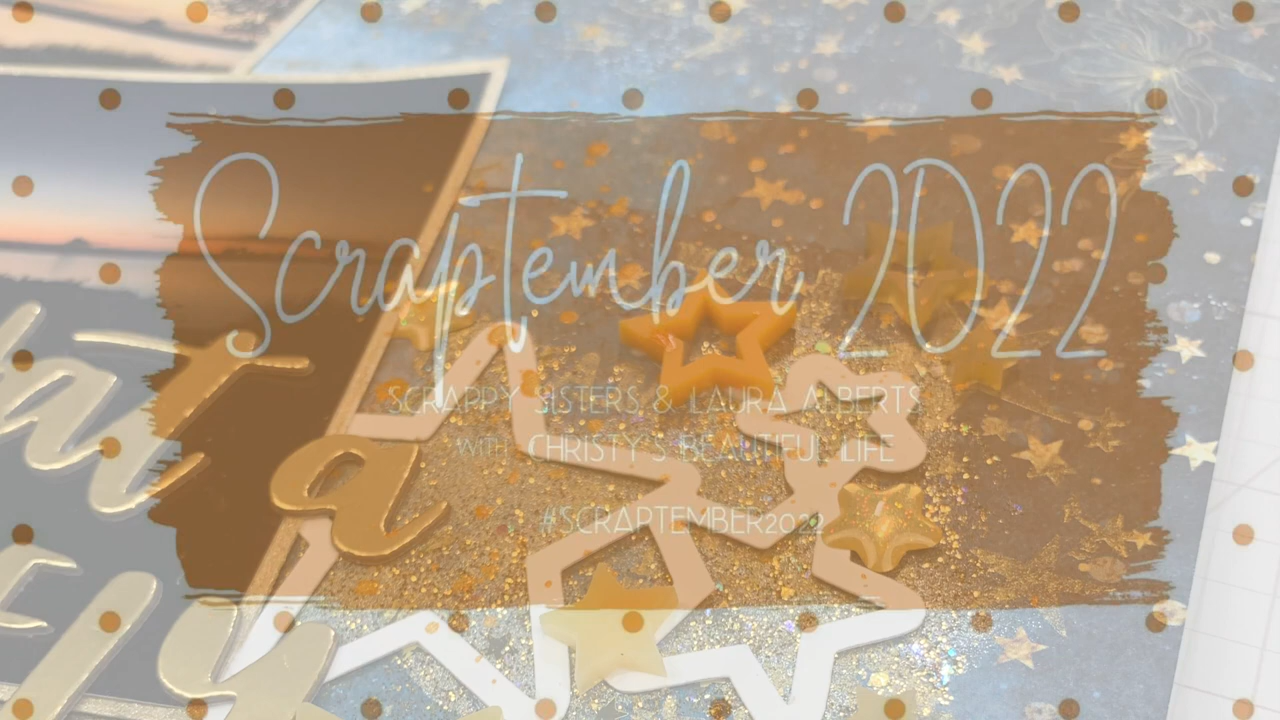 Scraptember 2022
SCRAPPY SISTERS & LAURA ALBERTS
WITH CHRISTY'S BEAUTIFUL LIFE
#SCRAPTEMBER2022
a